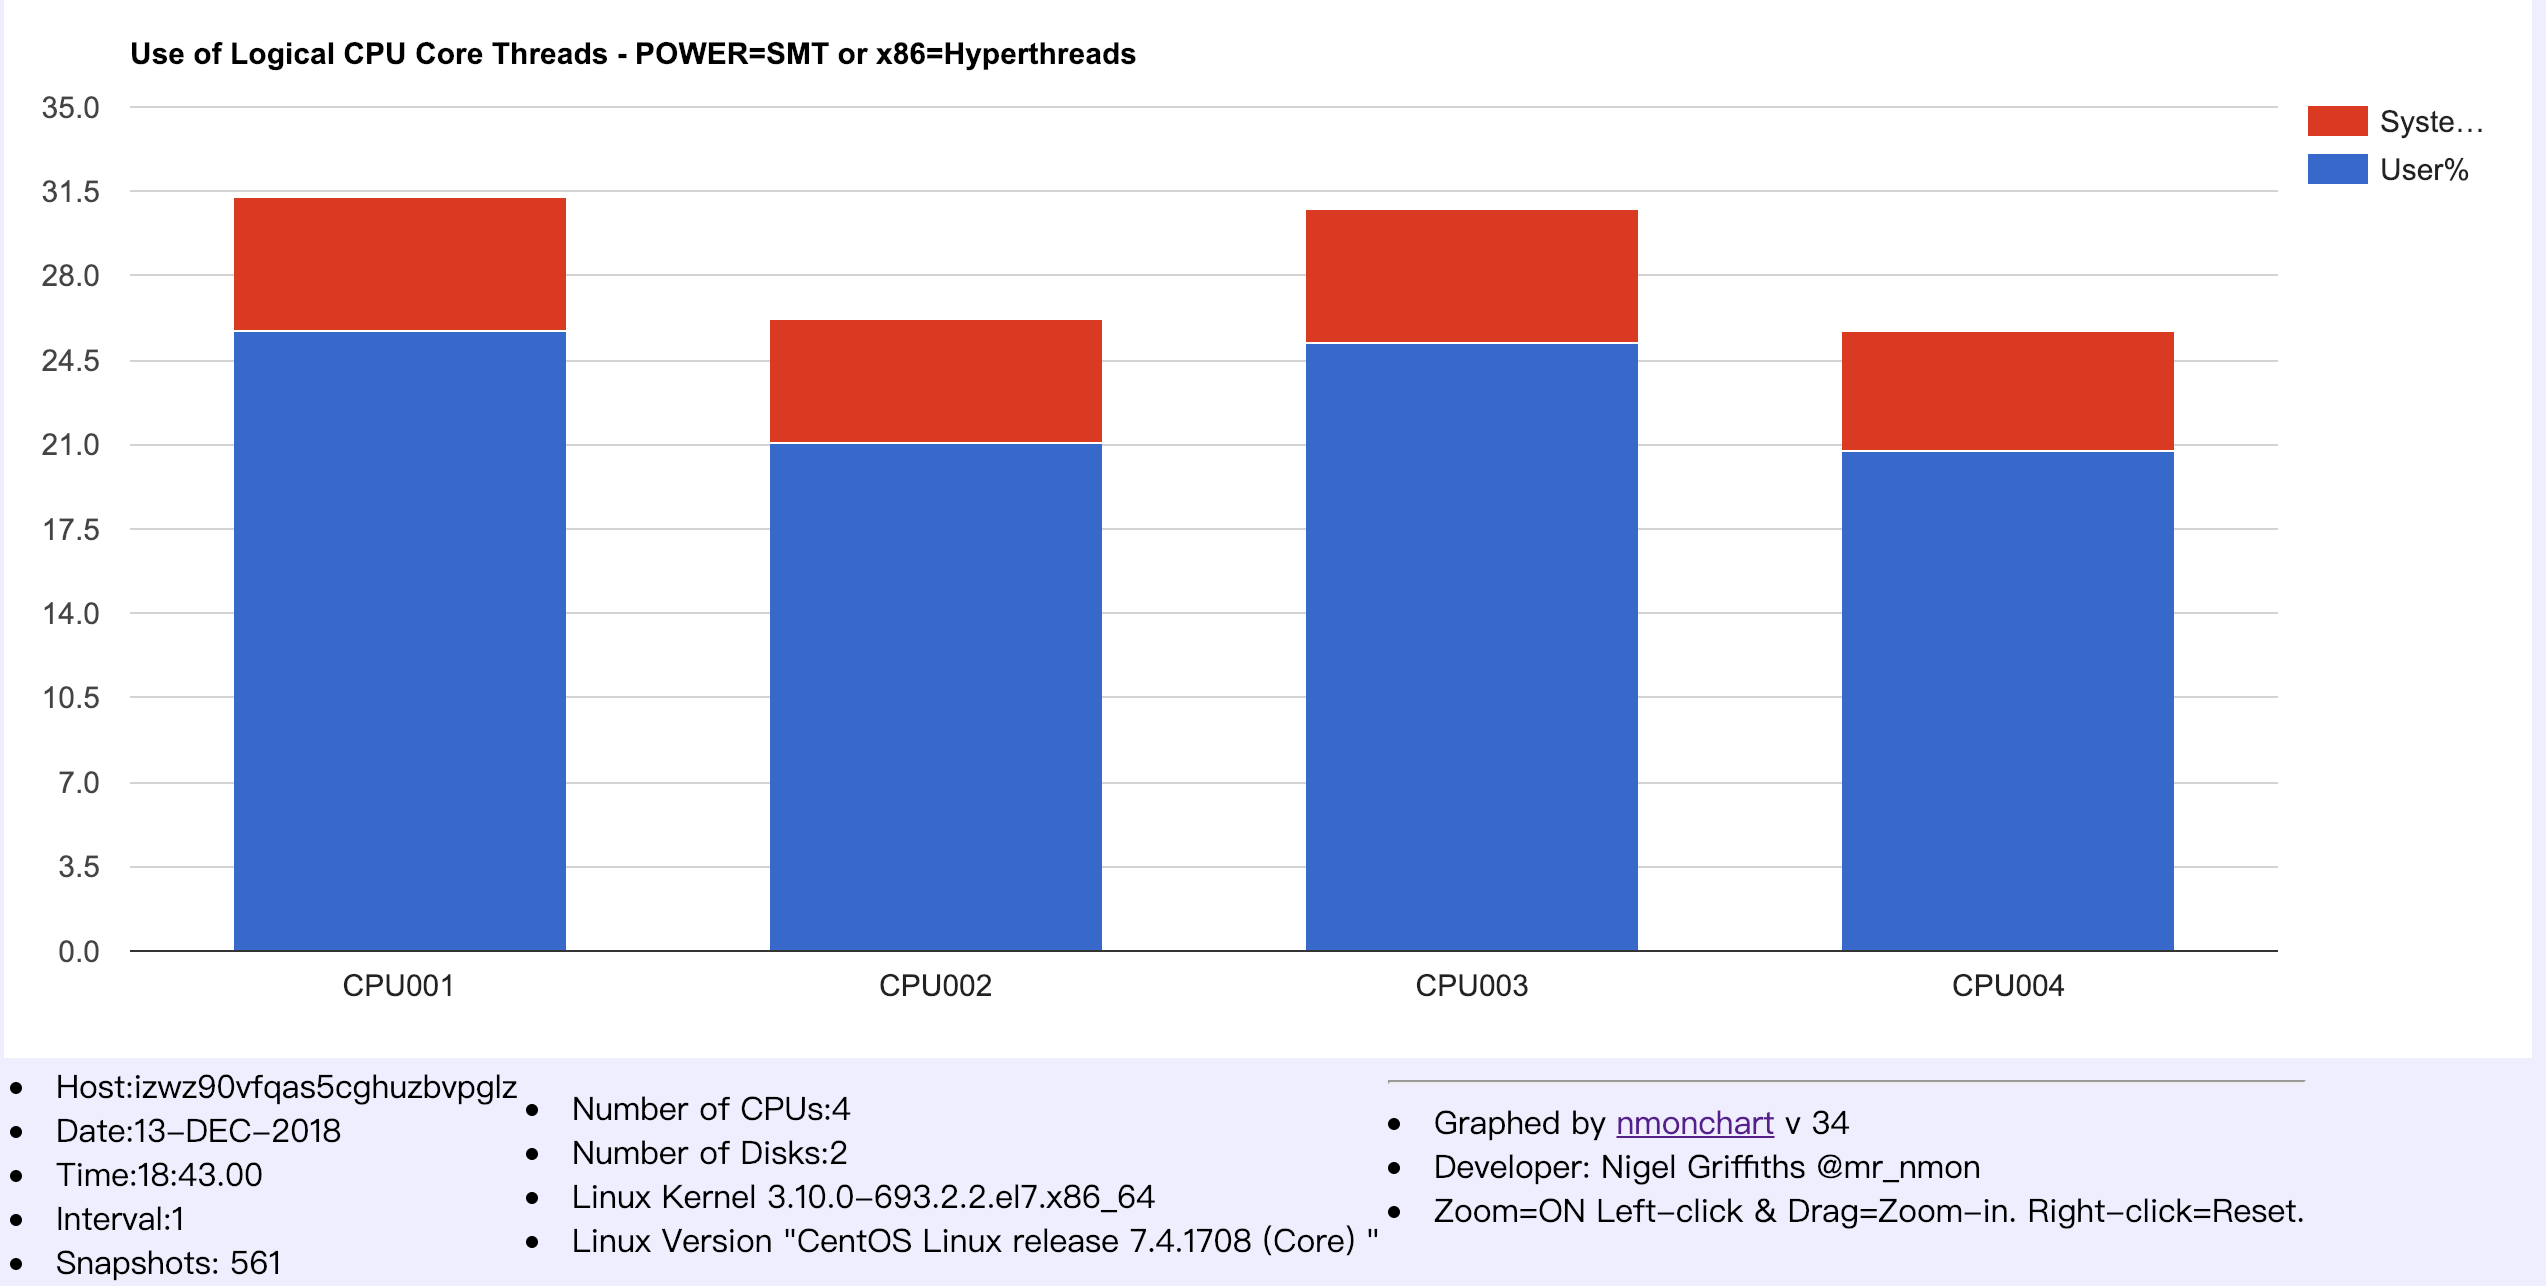 Use of Logical CPU Core Threads - POWER=SMT or x86=Hyperthreads
35.0
31.5
28.0
24.5
21.0
17.5
14.0
10.5
7.0
3.5
0.0
Syste…
User%
CPU001
CPU002
CPU003
CPU004
Host:izwz90vfqas5cghuzbvpglz
Date:13-DEC-2018
Time:18:43.00
Interval:1
Snapshots: 561
Number of CPUs:4
Number of Disks:2
Linux Kernel 3.10.0-693.2.2.el7.x86_64
Linux Version "CentOS Linux release 7.4.1708 (Core) "
Graphed by nmonchart v 34
Developer: Nigel Griffiths @mr_nmon
Zoom=ON Left-click & Drag=Zoom-in. Right-click=Reset.